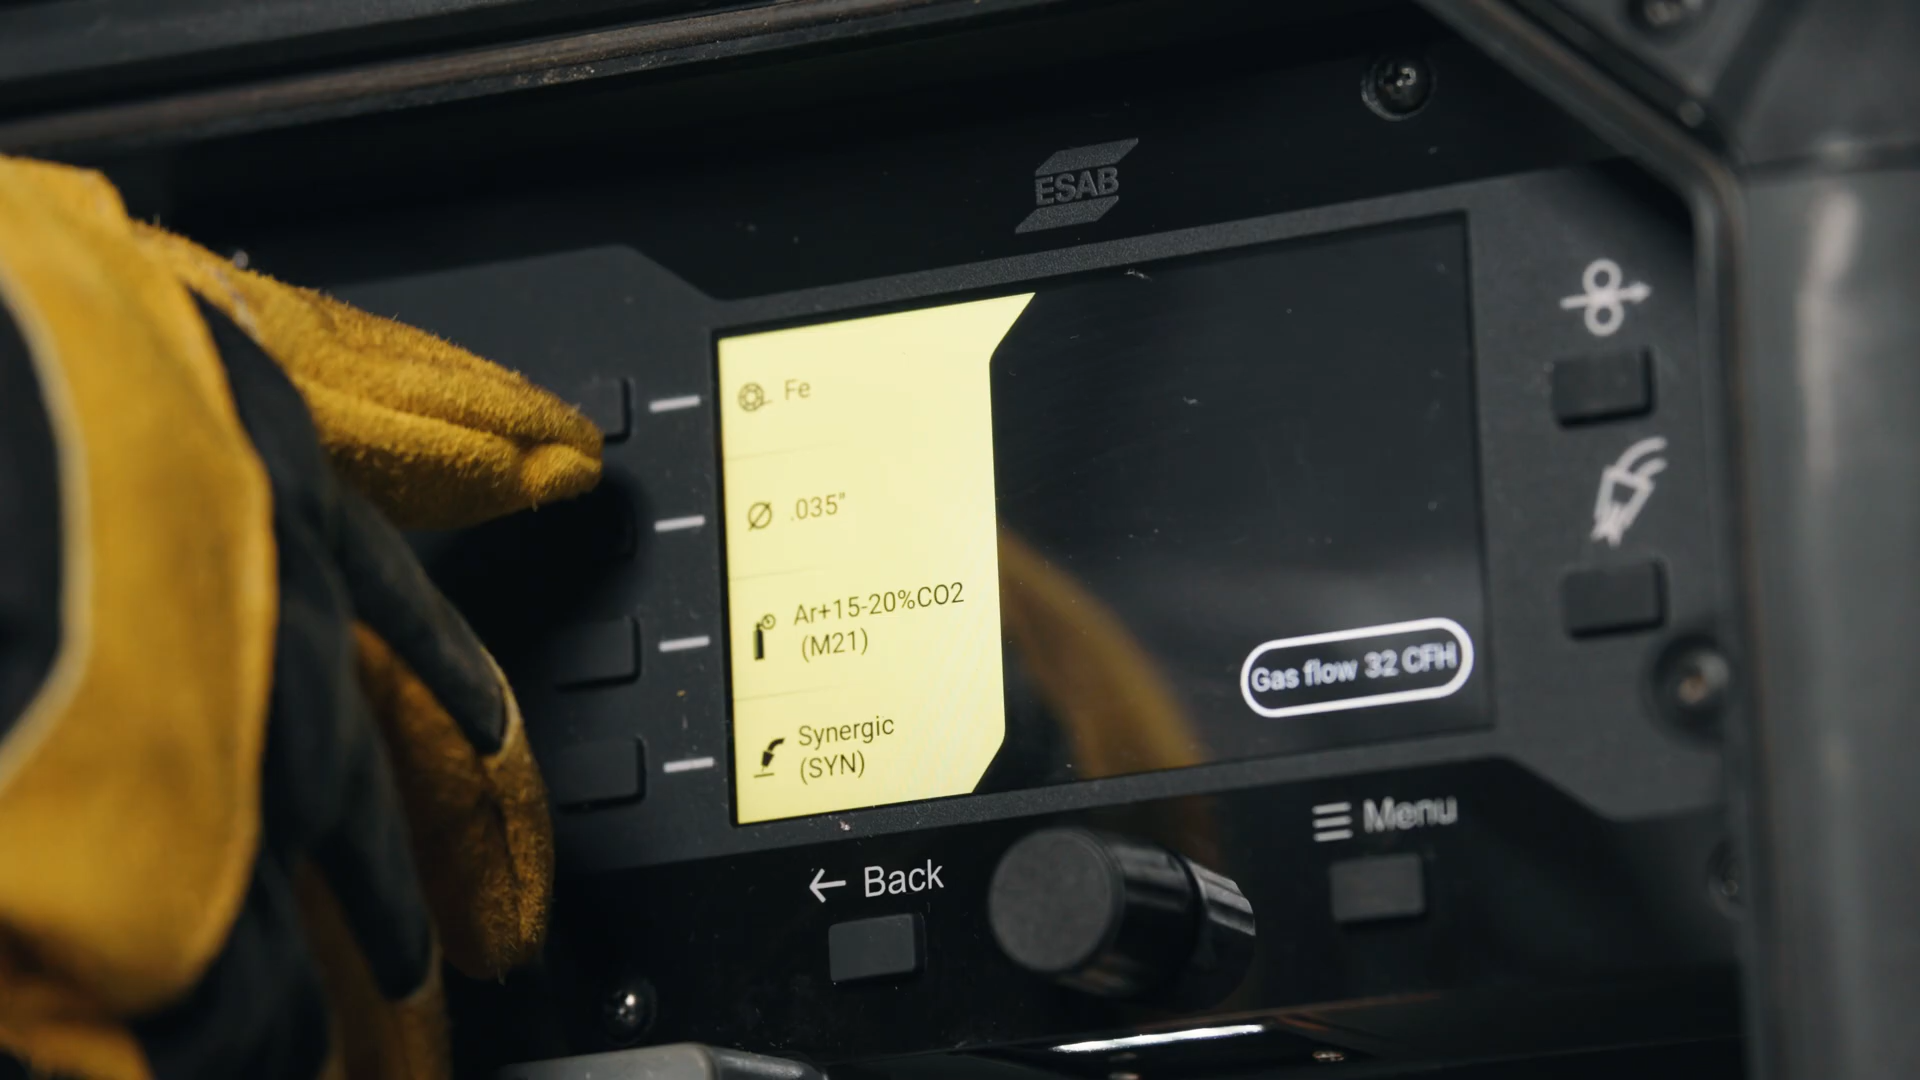 ESAB
Fe
.035"
Ar+15-20%CO2
(M21)
Synergic
(SYN)
Gas flow 32 CFH
Menu
← Back